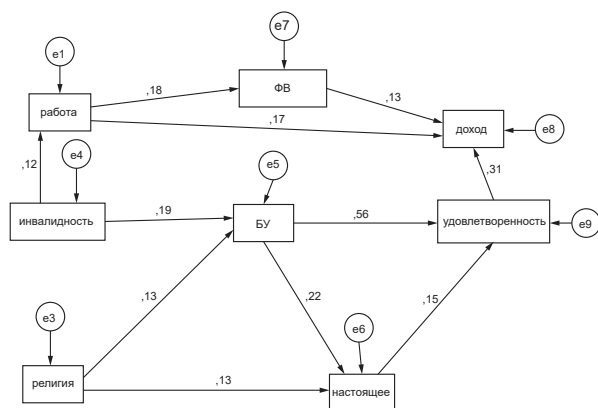 e7
e1
,18
ФВ
,13
работа
,17
доход
e8
,12
e4
e5
,31
инвалидность
,19
БУ
,56
удовлетворенность
e9
,13
,22
,15
e3
e6
религия
,13
настоящее